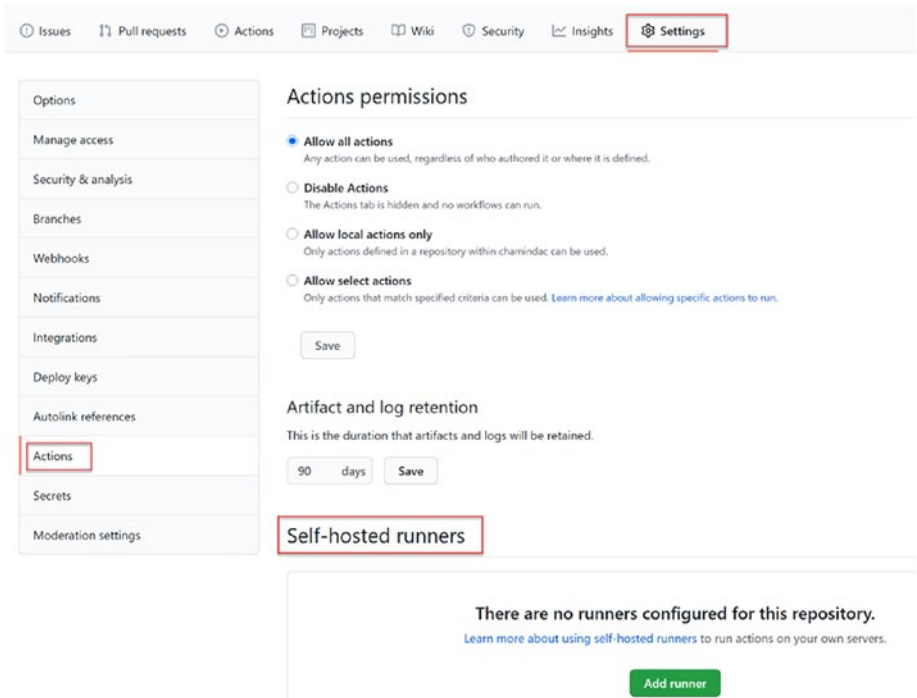 Issues Pull requests Actions Projects Wiki Security Insights Settings
Options
Manage access
Security & analysis
Branches
Webhooks
Notifications
Integrations
Deploy keys
Autolink references
Actions
Secrets
Moderation settings
Actions permissions
Allow all actions
Any action can be used, regardless of who authored it or where it is defined.
Disable Actions
The Actions tab is hidden and no workflows can run.
Allow local actions only
Only actions defined in a repository within chamindac can be used.
Allow select actions
Only actions that match specified criteria can be used. Learn more about allowing specific actions to run.
Save
Artifact and log retention
This is the duration that artifacts and logs will be retained.
90 days Save
Self-hosted runners
There are no runners configured for this repository.
Learn more about using self-hosted runners to run actions on your own servers.
Add runner